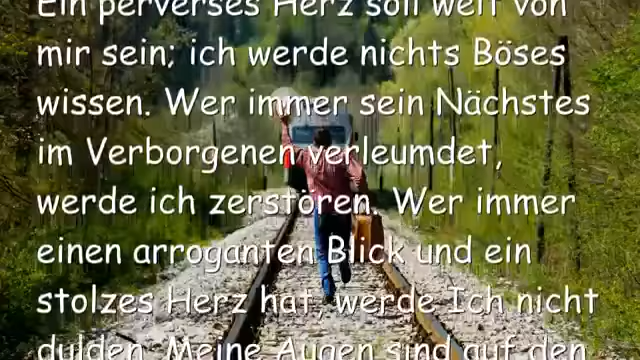 Ein perverses Herz soll weit von
mir sein; ich werde nichts Böses
wissen. Wer immer sein Nächstes
im Verborgenen verleumdet,
werde ich zerstören. Wer immer
einen arroganten Blick und ein
stolzes Herz hat, werde Ich nicht
dulden. Meine Augen sind auf den